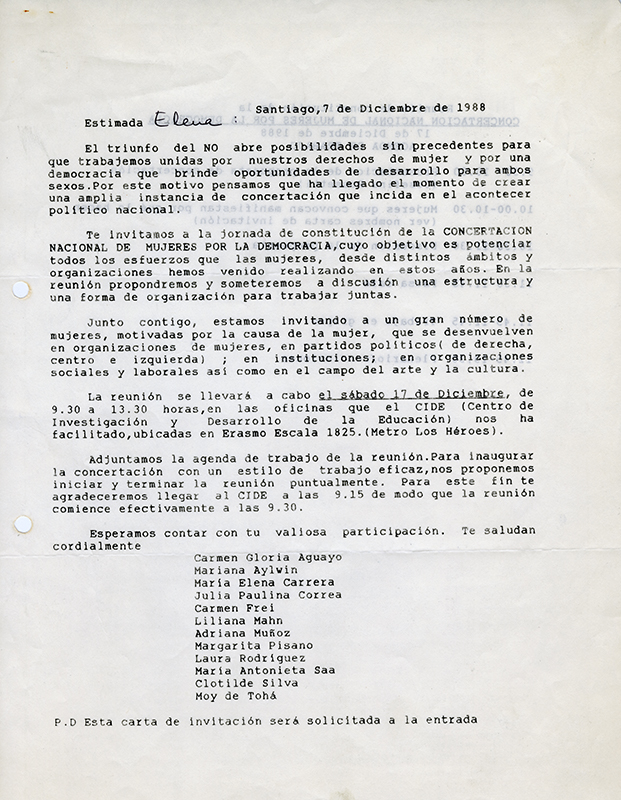 Santiago,7 de Diciembre de 1988
Estimada Elena :
El triunfo del NO abre posibilidades sin precedentes para
que trabajemos unidas por nuestros derechos de mujer y por una
democracia que brinde oportunidades de desarrollo para ambos
sexos.Por este motivo pensamos que ha llegado el momento de crear
una amplia instancia de concertación que incida en el acontecer
político nacional.
Te invitamos a la jornada de constitución de la CONCERTACION
NACIONAL DE MUJERES POR LA DEMOCRACIA,cuyo objetivo es potenciar
todos los esfuerzos que las mujeres, desde distintos ámbitos y
organizaciones hemos venido realizando en estos años. En la
reunión propondremos y someteremos a discusión una estructura y
una forma de organización para trabajar juntas.
Junto contigo, estamos invitando a un gran número de
mujeres, motivadas por la causa de la mujer, que se desenvuelven
en organizaciones de mujeres, en partidos políticos( de derecha,
centro e izquierda) ; en instituciones; en organizaciones
sociales y laborales así como en el campo del arte y la cultura.
La reunión se llevará a cabo el sábado 17 de Diciembre, de
9.30 a 13.30 horas,en las oficinas que el CIDE (Centro de
Investigación y Desarrollo de la Educación) nos ha
facilitado,ubicadas en Erasmo Escala 1825.(Metro Los Héroes).
Adjuntamos la agenda de trabajo de la reunión.Para inaugurar
la concertación con un estilo de trabajo eficaz,nos proponemos
iniciar y terminar la reunión puntualmente. Para este fin te
agradeceremos llegar al CIDE a las 9.15 de modo que la reunión
comience efectivamente a las 9.30.
Esperamos contar con tu valiosa participación. Te saludan
cordialmente
Carmen Gloria Aguayo
Mariana Aylwin
María Elena Carrera
Julia Paulina Correa
Carmen Frei
Liliana Mahn
Adriana Muñoz
Margarita Pisano
Laura Rodríguez
María Antonieta Saa
Clotilde Silva
Moy de Tohá
P.D Esta carta de invitación será solicitada a la entrada